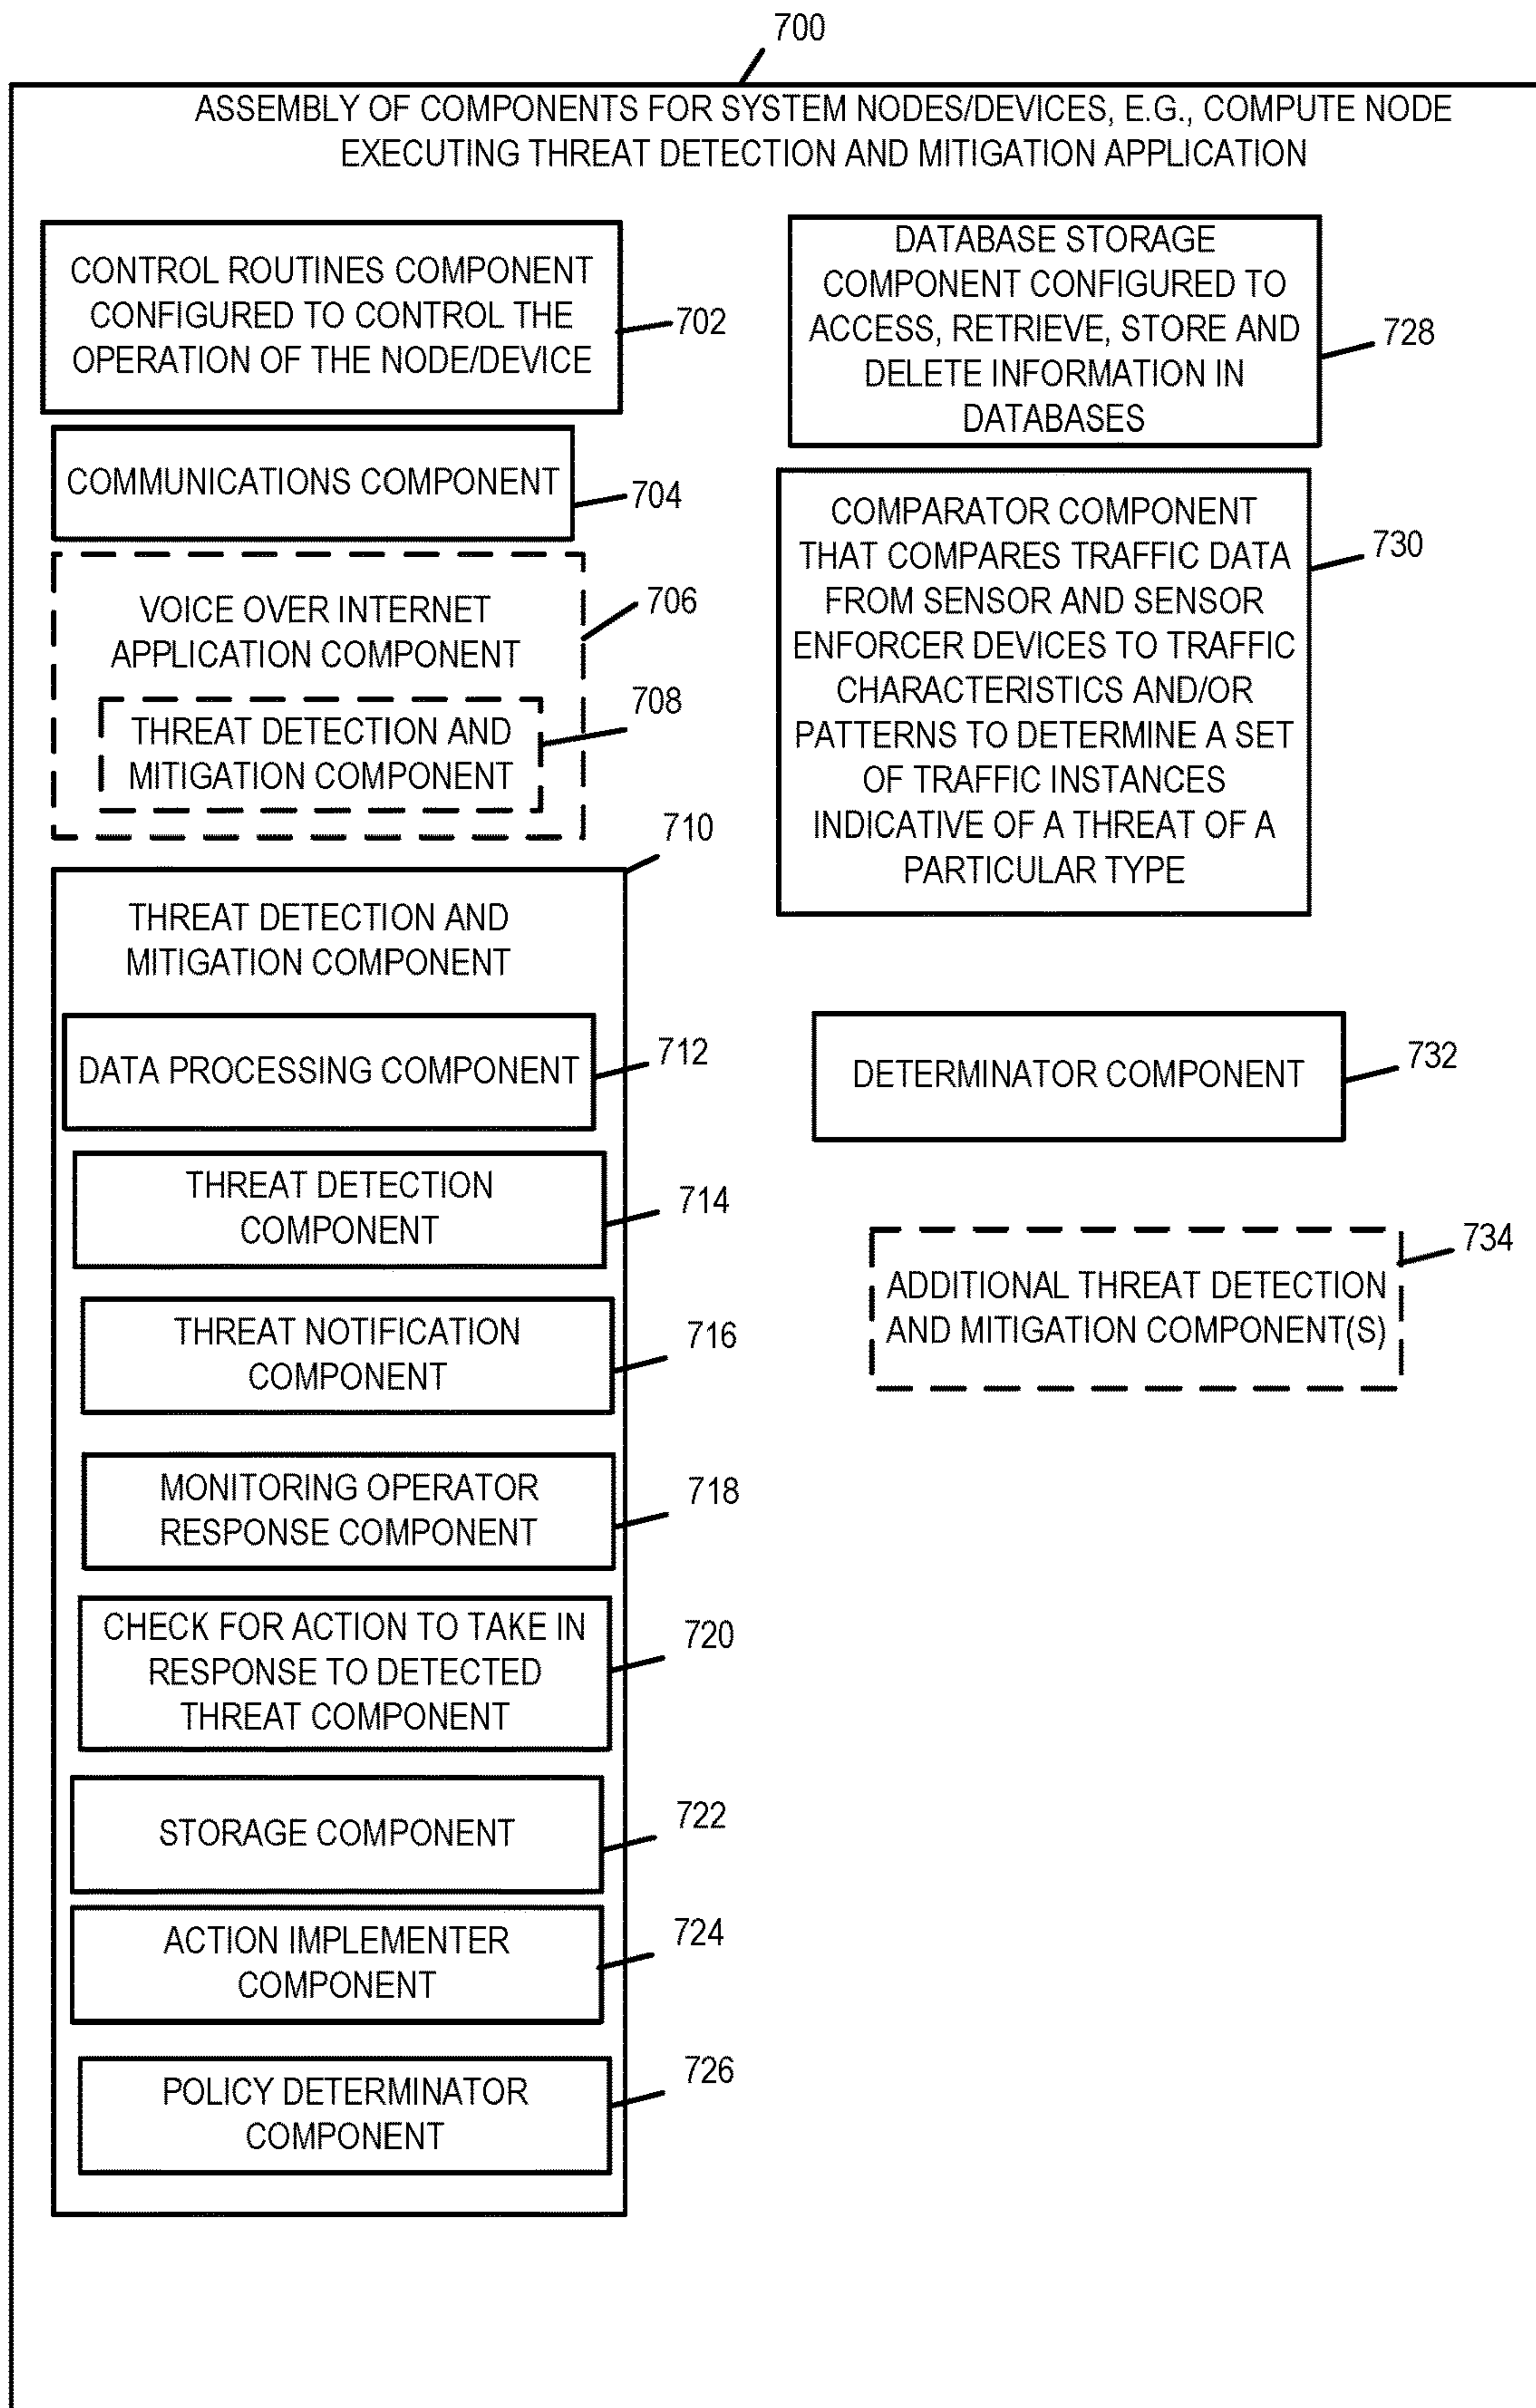 700
ASSEMBLY OF COMPONENTS FOR SYSTEM NODES/DEVICES, E.G., COMPUTE NODE
EXECUTING THREAT DETECTION AND MITIGATION APPLICATION
CONTROL ROUTINES COMPONENT
CONFIGURED TO CONTROL THE
OPERATION OF THE NODE/DEVICE
702
COMMUNICATIONS COMPONENT
704
VOICE OVER INTERNET
APPLICATION COMPONENT
706
THREAT DETECTION AND
MITIGATION COMPONENT
708
710
THREAT DETECTION AND
MITIGATION COMPONENT
DATA PROCESSING COMPONENT
712
THREAT DETECTION
COMPONENT
714
THREAT NOTIFICATION
COMPONENT
716
MONITORING OPERATOR
RESPONSE COMPONENT
718
CHECK FOR ACTION TO TAKE IN
RESPONSE TO DETECTED
THREAT COMPONENT
720
STORAGE COMPONENT
722
ACTION IMPLEMENTER
COMPONENT
724
POLICY DETERMINATOR
COMPONENT
726
DATABASE STORAGE
COMPONENT CONFIGURED TO
ACCESS, RETRIEVE, STORE AND
DELETE INFORMATION IN
DATABASES
728
COMPARATOR COMPONENT
THAT COMPARES TRAFFIC DATA
FROM SENSOR AND SENSOR
ENFORCER DEVICES TO TRAFFIC
CHARACTERISTICS AND/OR
PATTERNS TO DETERMINE A SET
OF TRAFFIC INSTANCES
INDICATIVE OF A THREAT OF A
PARTICULAR TYPE
730
DETERMINATOR COMPONENT
732
ADDITIONAL THREAT DETECTION
AND MITIGATION COMPONENT(S)
734